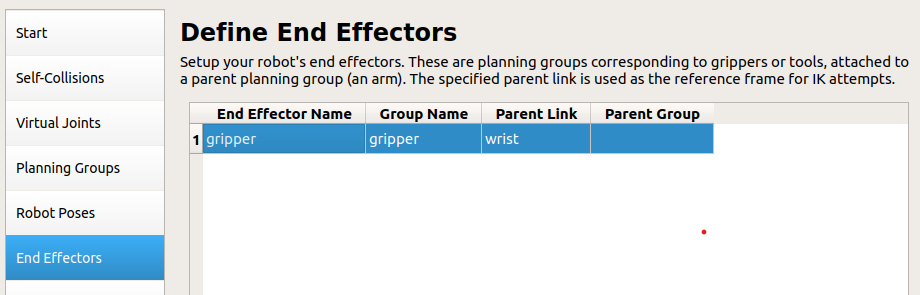 Start
Self-Collisions
Virtual Joints
Planning Groups
Robot Poses
End Effectors
Define End Effectors
Setup your robot's end effectors. These are planning groups corresponding to grippers or tools, attached to
a parent planning group (an arm). The specified parent link is used as the reference frame for IK attempts.
End Effector Name Group Name Parent Link Parent Group
1 gripper gripper wrist